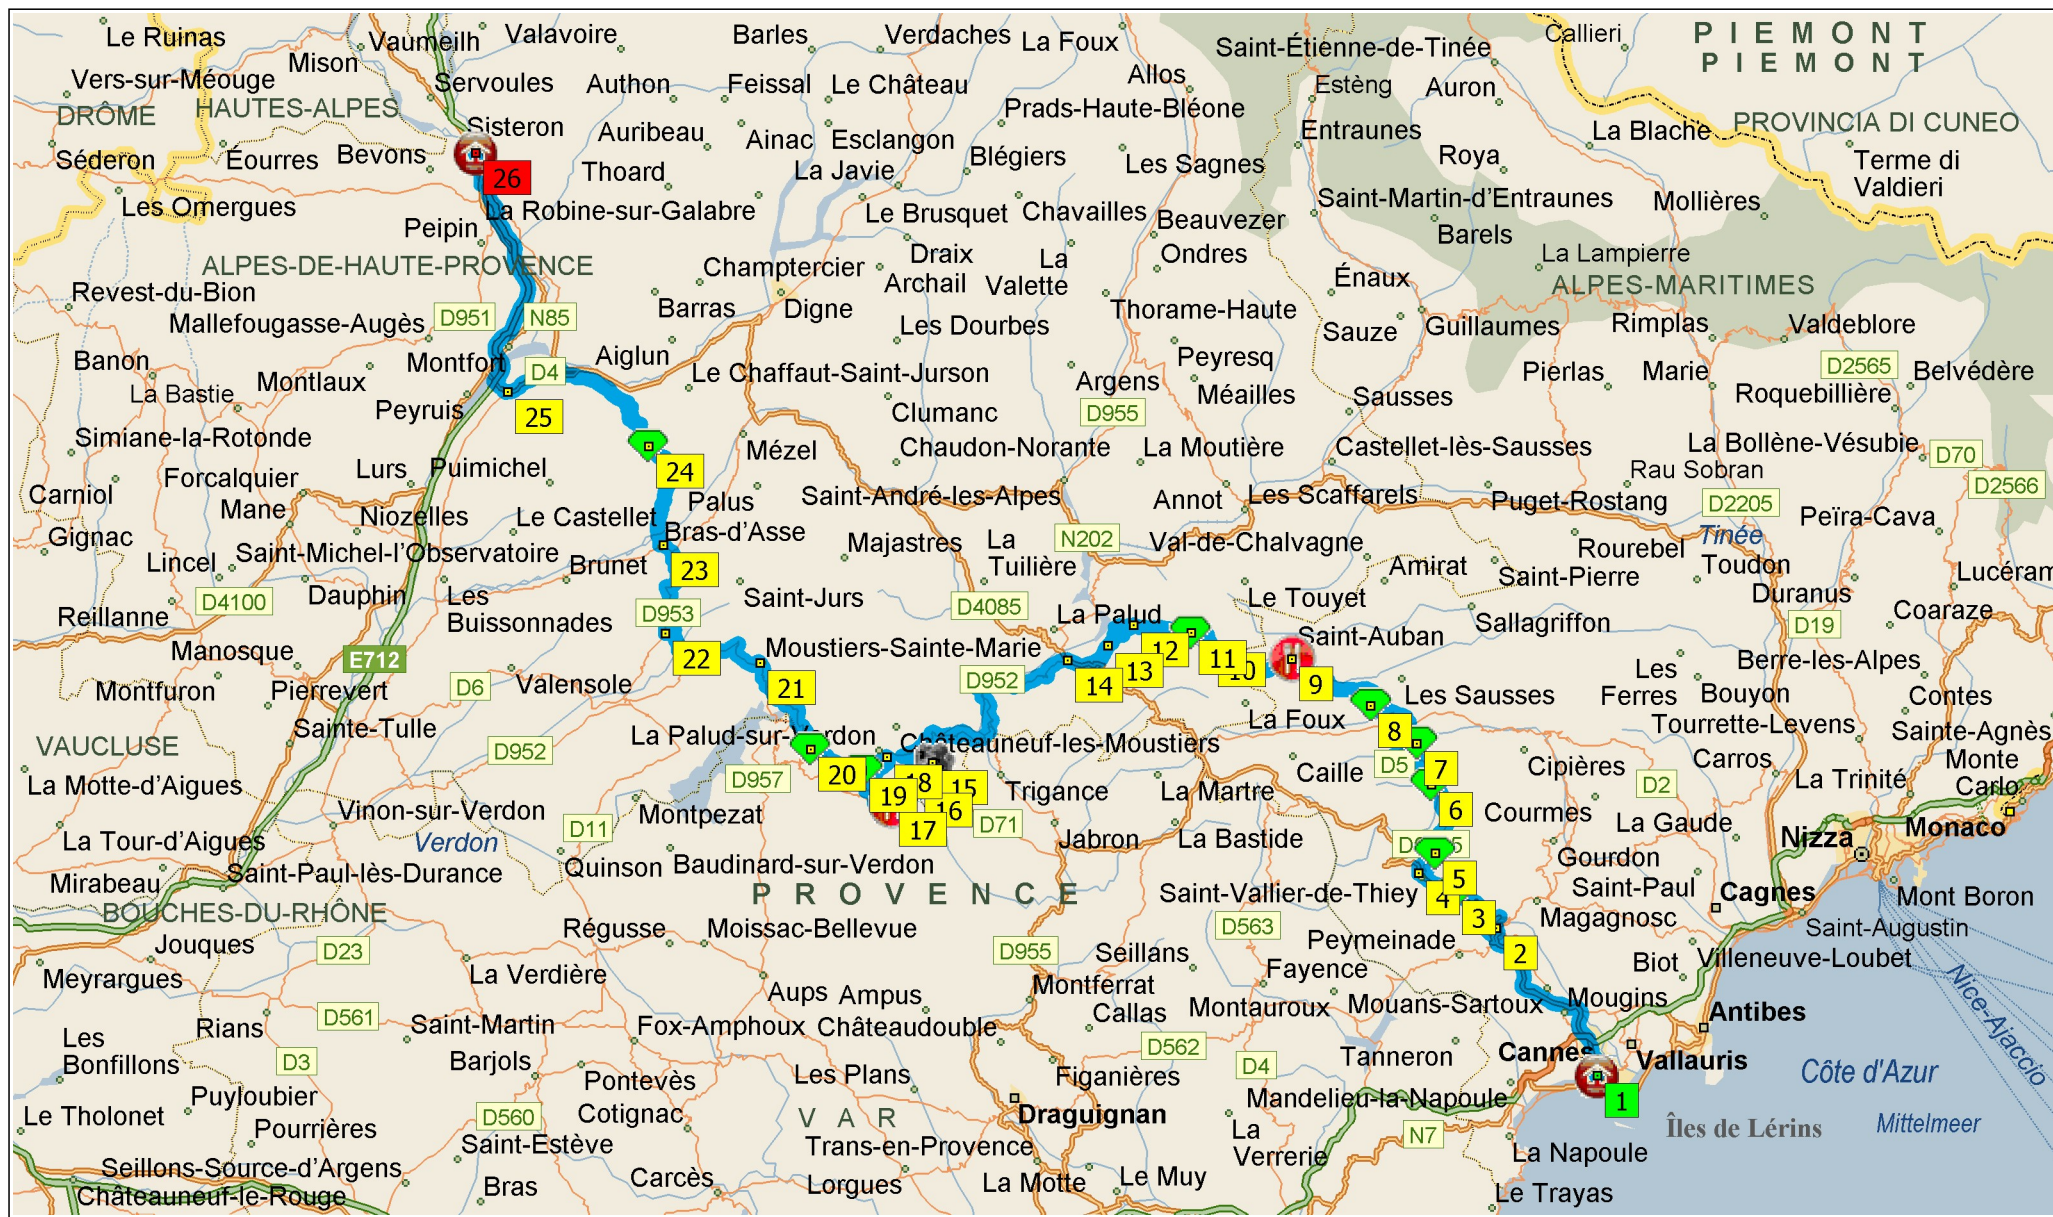 Le Ruinas
Vaumeilh
Valavoire
Barles
Verdaches
La Foux
Saint-Étienne-de-Tinée
Callieri
PIEMONT
PIEMONT
Vers-sur-Méouge
Mison
Servoules
Authon
Feissal
Le Château
Allos
Estèng
Auron
DRÔME
HAUTES-ALPES
Prads-Haute-Bléone
Sisteron
Auribeau
Ainac
Esclangon
Entraunes
La Blache
PROVINCIA DI CUNEO
Séderon
Éourres
Bevons
Thoard
La Javie
Blégiers
Les Sagnes
Roya
Terme di
Valdieri
26
Les Omergues
La Robine-sur-Galabre
Le Brusquet
Chavailles
Beauvezer
Saint-Martin-d'Entraunes
Mollières
Peipin
Draix
La
Valette
Ondres
Barels
La Lampierre
ALPES-DE-HAUTE-PROVENCE
Champtercier
Archail
Énaux
ALPES-MARITIMES
Revest-du-Bion
Barras
Digne
Thorame-Haute
Mallefougasse-Augès
D951
N85
Les Dourbes
Sauze
Guillaumes
Rimplas
Valdeblore
Banon
Montfort
Aiglun
Peyresq
D4
Le Chaffaut-Saint-Jurson
Argens
Méailles
Pierlas
Marie
D2565
Belvédère
La Bastie
Montlaux
Peyruis
25
Clumanc
D955
Sausses
Roquebillière
Simiane-la-Rotonde
Mézel
Chaudon-Norante
La Moutière
Castellet-lès-Sausses
La Bollène-Vésubie
D70
Forcalquier
Lurs
Puimichel
24
Rau Sobran
D2566
Carniol
Mane
Palus
Saint-André-les-Alpes
Annot
Les Scaffarels
Puget-Rostang
D2205
Gignac
Niozelles
Le Castellet
Bras-d'Asse
Majastres
La
Tuilière
N202
Val-de-Chalvagne
Tinée
Peïra-Cava
Lincel
Saint-Michel-l'Observatoire
Brunet
23
Amirat
Rourebel
Saint-Pierre
Toudon
Lucéram
D4100
Dauphin
Les
Buissonnades
D953
Saint-Jurs
D4085
La Palud
Le Touyet
Duranus
Coaraze
Reillanne
Sallagriffon
D19
Manosque
E712
22
Moustiers-Sainte-Marie
12
11
10
Saint-Auban
Berre-les-Alpes
Montfuron
Pierrevert
D6
Valensole
21
D952
14
13
9
Les Sausses
Les
Ferres
Bouyon
Contes
Sainte-Tulle
La Foux
Tourrette-Levens
VAUCLUSE
D952
La Palud-sur-Verdon
Châteauneuf-les-Moustiers
8
Sainte-Agnès
La Motte-d'Aigues
D957
20
18
15
Caille
D5
7
Cipières
Carros
La Trinité
Monte
Carlo
Vinon-sur-Verdon
Montpezat
19
16
Trigance
La Martre
6
Courmes
D2
La Tour-d'Aigues
Verdon
D11
17
D71
La Gaude
Nizza
Monaco
Mirabeau
Quinson
Baudinard-sur-Verdon
Jabron
La Bastide
Gourdon
Saint-Paul-lès-Durance
PROVENCE
Saint-Vallier-de-Thiey
5
4
Saint-Paul
Cagnes
Mont Boron
BOUCHES-DU-RHÔNE
3
Magagnosc
Saint-Augustin
Jouques
D23
Régusse
Moissac-Bellevue
D955
D563
Peymeinade
2
Meyrargues
La Verdière
Seillans
Fayence
Biot
Villeneuve-Loubet
Aups
Ampus
Montferrat
Montauroux
Mouans-Sartoux
Mougins
Nice-Ajaccio
Rians
D561
Saint-Martin
Fox-Amphoux
Châteaudouble
Callas
Antibes
Les
Bonfillons
D3
Barjols
D562
D4
Tanneron
Cannes
Vallauris
Puyloubier
Pontevès
Les Plans
Figanières
Côte d'Azur
Le Tholonet
D560
Cotignac
VAR
Draguignan
Mandelieu-la-Napoule
1
Îles de Lérins
Mittelmeer
Pourrières
Saint-Estève
Trans-en-Provence
La
Verrerie
N7
La Napoule
Seillons-Source-d'Argens
Carcès
Lorgues
La Motte
Le Muy
Châteauneuf-le-Rouge
Bras
Le Trayas